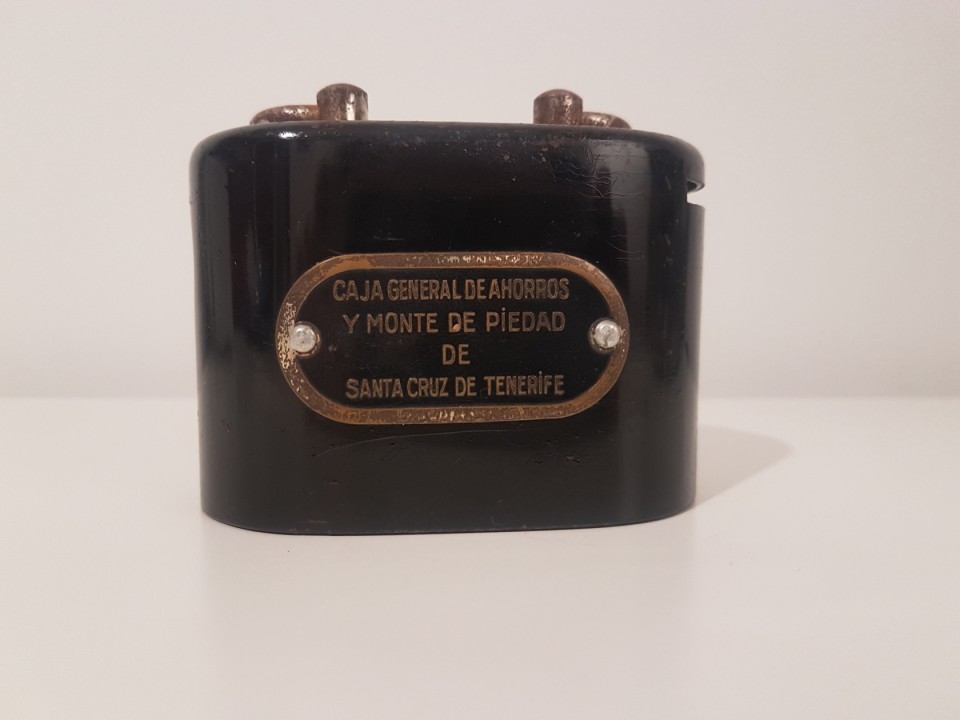 CAJA GENERAL DE AHORROS
Y MONTE DE PiEDAD
DE
SANTA CRUZ DE TENERiFE